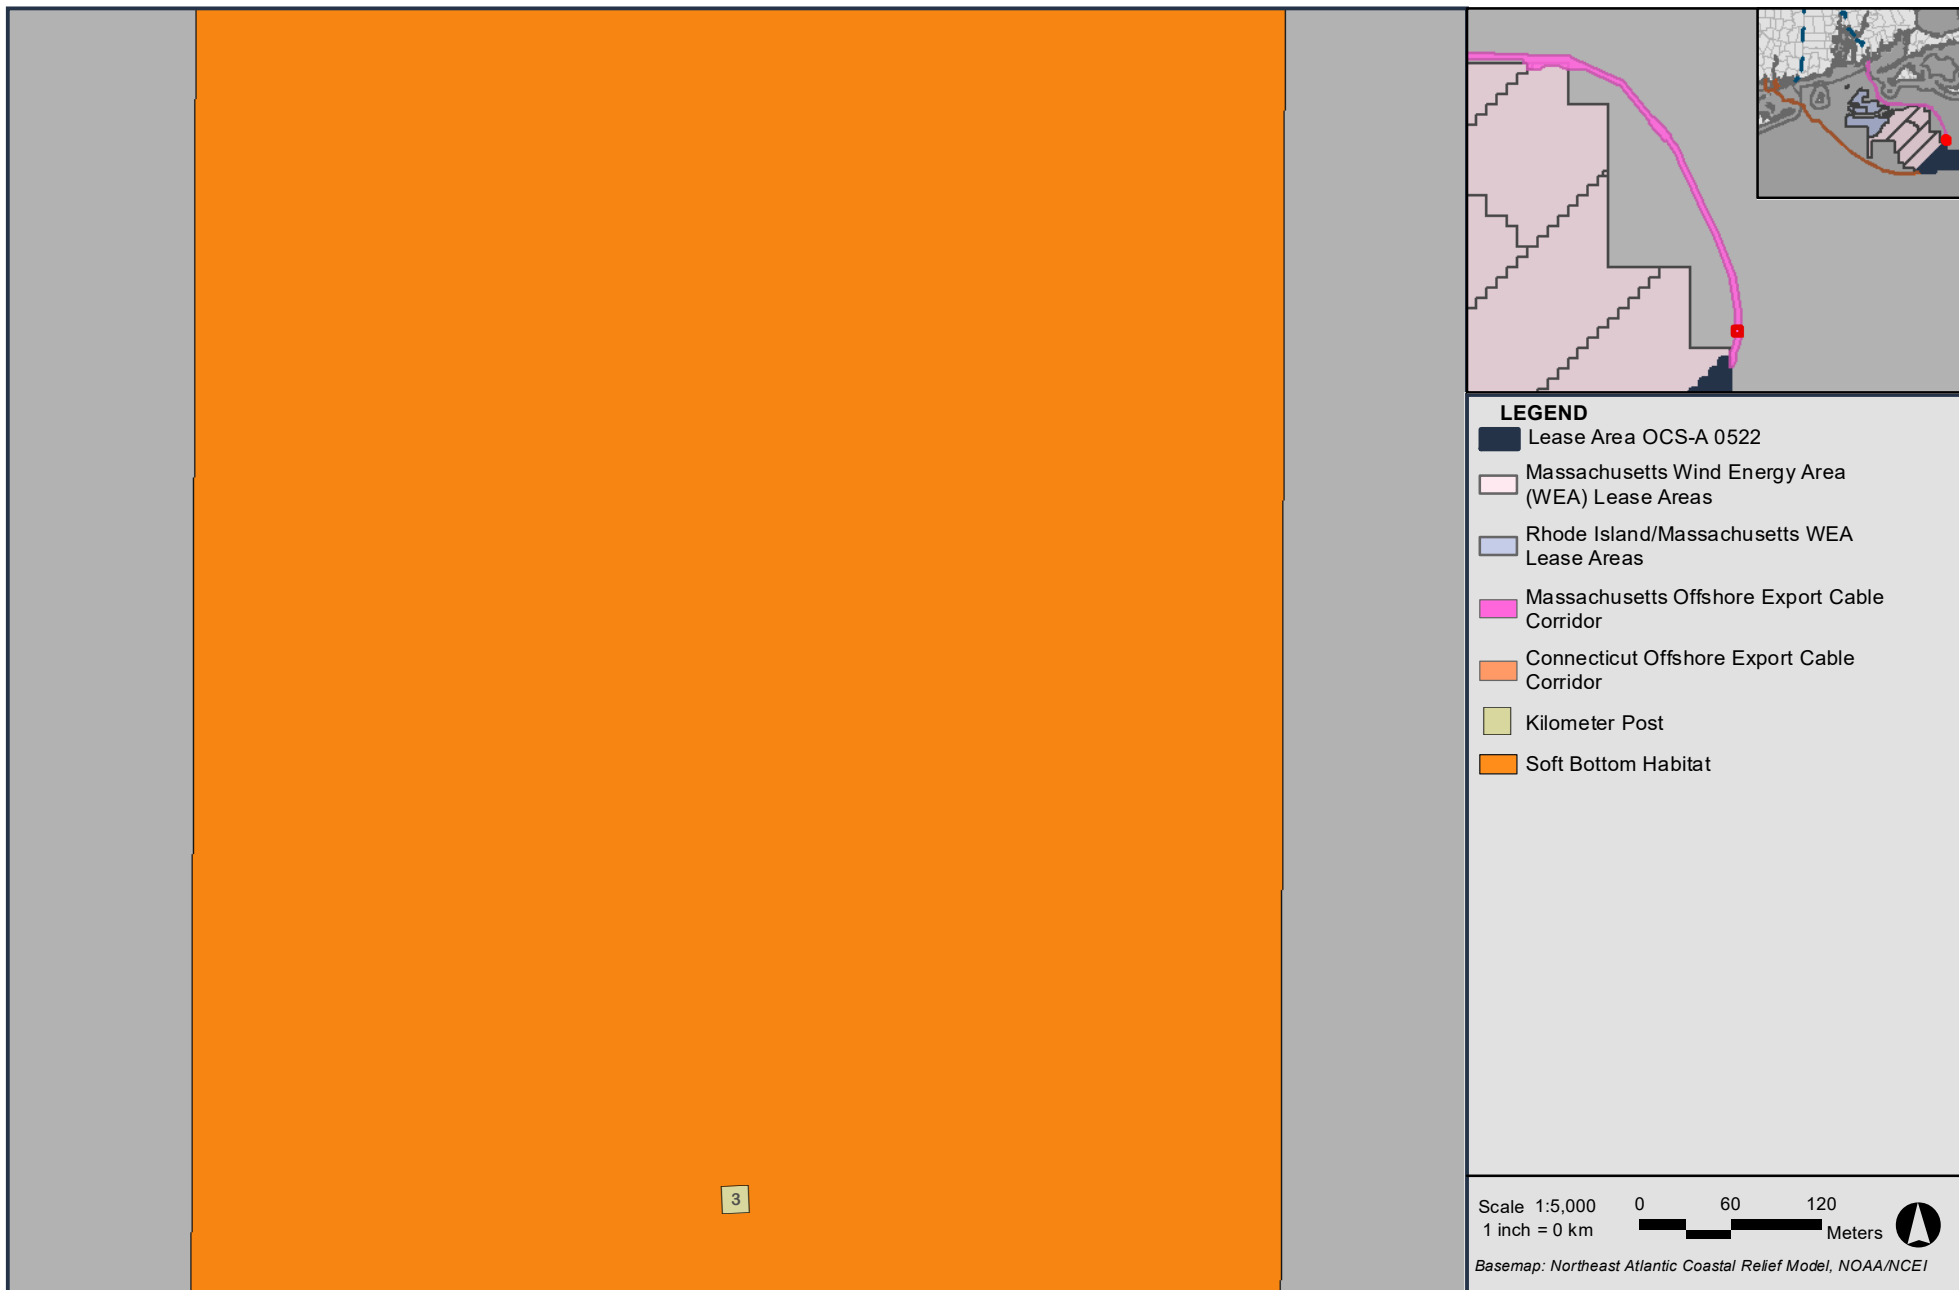 3
LEGEND
Lease Area OCS-A 0522
Massachusetts Wind Energy Area
(WEA) Lease Areas
Rhode Island/Massachusetts WEA
Lease Areas
Massachusetts Offshore Export Cable
Corridor
Connecticut Offshore Export Cable
Corridor
Kilometer Post
Soft Bottom Habitat
Scale 1:5,000
1 inch = 0 km
0 60 120
Meters
Basemap: Northeast Atlantic Coastal Relief Model, NOAA/NCEI